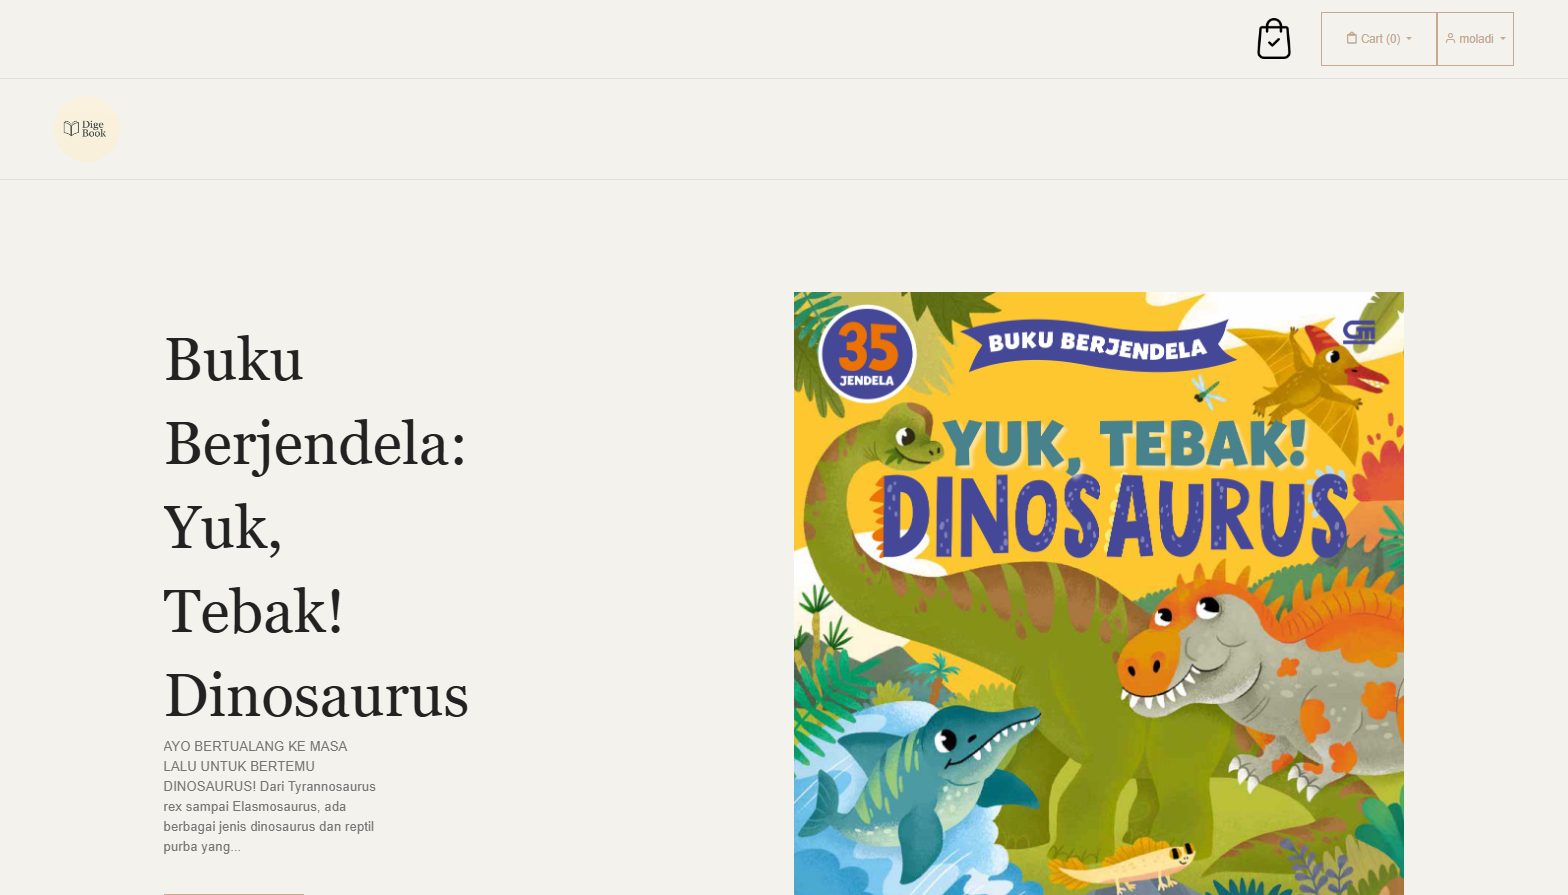 Cart (0)
moladi
Dige
Book
Buku
Berjendela:
Yuk,
Tebak!
Dinosaurus
AYO BERTUALANG KE MASA
LALU UNTUK BERTEMU
DINOSAURUS! Dari Tyrannosaurus
rex sampai Elasmosaurus, ada
berbagai jenis dinosaurus dan reptil
purba yang...
35
JENDELA
BUKU BERJENDELA
Gm
YUK, TEBAK!
DINOSAURUS